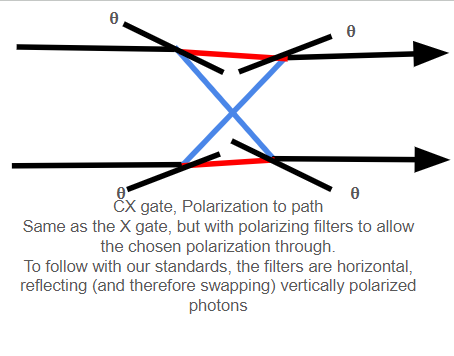 θ
θ
θ
θ
CX gate, Polarization to path
Same as the X gate, but with polarizing filters to allow
the chosen polarization through.
To follow with our standards, the filters are horizontal,
reflecting (and therefore swapping) vertically polarized
photons